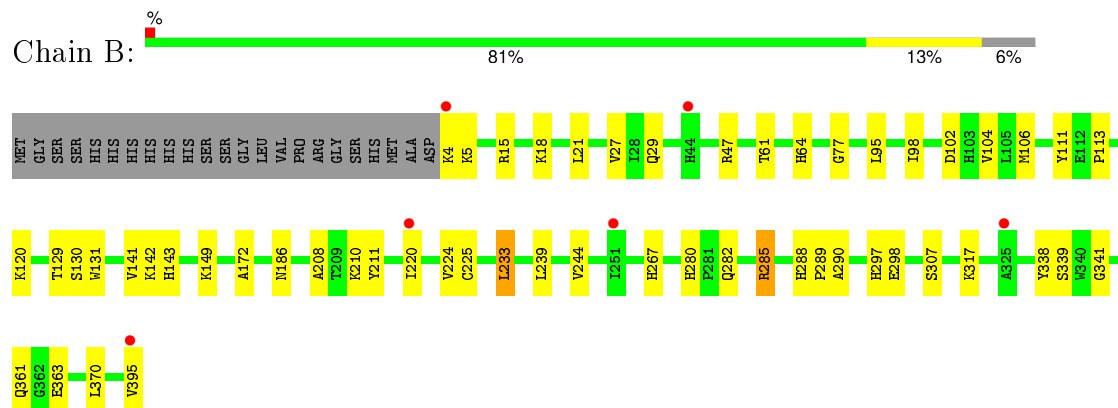 %
Chain B:
81% 13% 6%
MET GLY SER SER HIS HIS HIS HIS HIS HIS SER SER GLY LEU VAL PRO ARG GLY SER HIS MET ALA ASP K4 K5 R15 K18 L21 V27 I28 Q29 H44 R47 T61 H64 G77 L95 I98 D102 H103 V104 L105 M106 Y111 E112 P113
K120 T129 S130 W131 V141 K142 H143 K149 A172 N186 A208 T209 K210 Y211 I220 V224 C225 L233 L239 V244 I251 H267 H280 P281 Q282 R285 H288 P289 A290 H297 E298 S307 K317 A325 Y338 S339 W340 G341
Q361 G362 E363 L370 V395